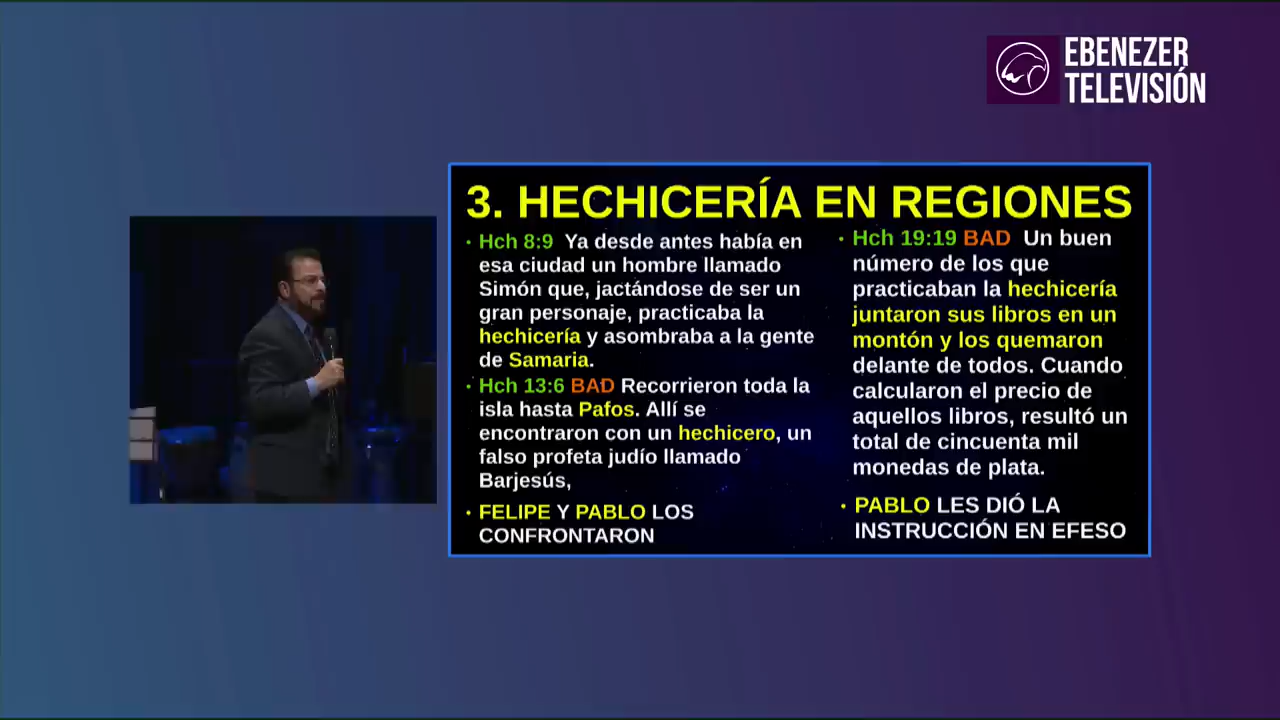 EBENEZER
TELEVISIÓN
3. HECHICERÍA EN REGIONES
• Hch 8:9 Ya desde antes había en
esa ciudad un hombre llamado
Simón que, jactándose de ser un
gran personaje, practicaba la
hechicería y asombraba a la gente
de Samaria.
• Hch 13:6 BAD Recorrieron toda la
isla hasta Pafos. Allí se
encontraron con un hechicero, un
falso profeta judío llamado
Barjesús,
• FELIPE Y PABLO LOS
CONFRONTARON
• Hch 19:19 BAD Un buen
número de los que
practicaban la hechicería
juntaron sus libros en un
montón y los quemaron
delante de todos. Cuando
calcularon el precio de
aquellos libros, resultó un
total de cincuenta mil
monedas de plata.
• PABLO LES DIÓ LA
INSTRUCCIÓN EN EFESO